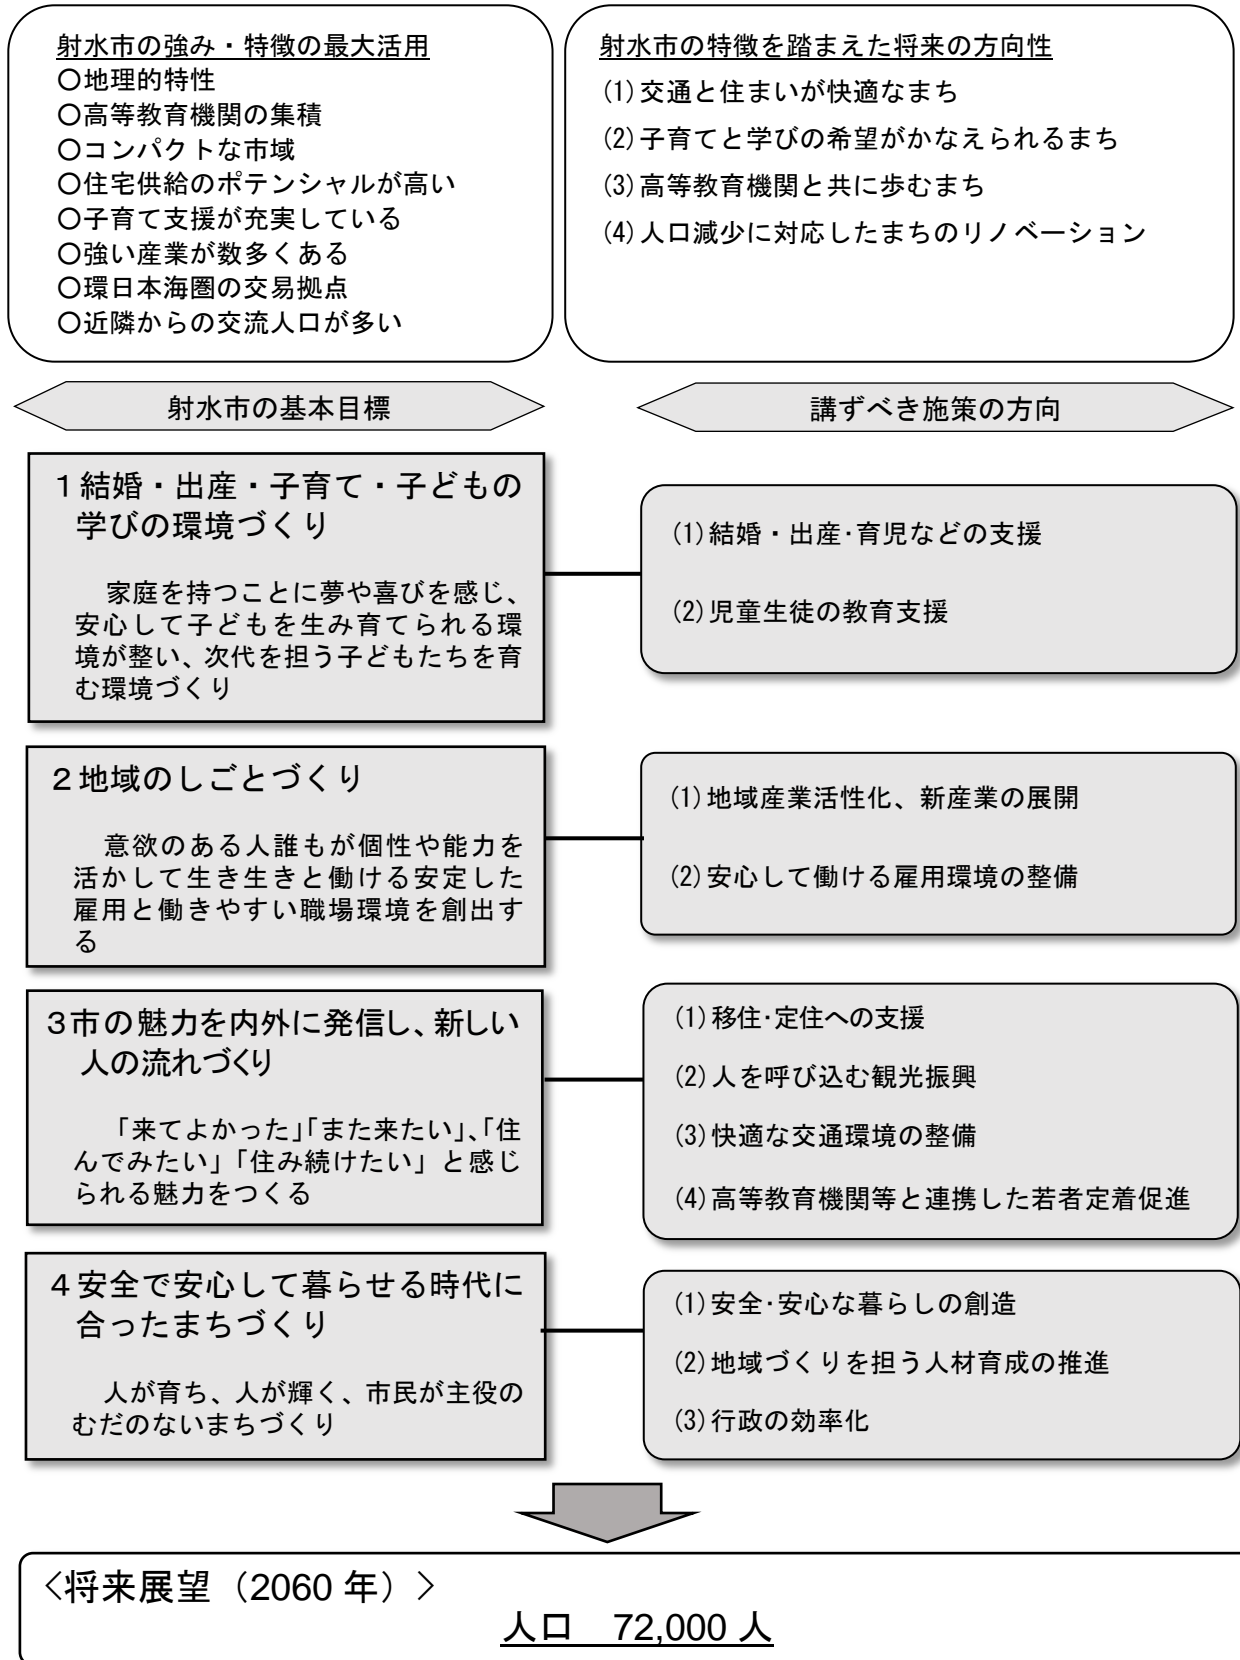 射水市の強み・特徴の最大活用
○地理的特性
○高等教育機関の集積
○コンパクトな市域
○住宅供給のポテンシャルが高い
○子育て支援が充実している
○強い産業が数多くある
○環日本海圏の交易拠点
○近隣からの交流人口が多い
射水市の特徴を踏まえた将来の方向性
(1)交通と住まいが快適なまち
(2)子育てと学びの希望がかなえられるまち
(3)高等教育機関と共に歩むまち
(4)人口減少に対応したまちのリノベーション
射水市の基本目標
講ずべき施策の方向
1結婚・出産・子育て・子どもの
学びの環境づくり
家庭を持つことに夢や喜びを感じ、
安心して子どもを生み育てられる環
境が整い、次代を担う子どもたちを育
む環境づくり
(1)結婚・出産・育児などの支援
(2)児童生徒の教育支援
2地域のしごとづくり
意欲のある人誰もが個性や能力を
活かして生き生きと働ける安定した
雇用と働きやすい職場環境を創出す
る
(1)地域産業活性化、新産業の展開
(2)安心して働ける雇用環境の整備
3市の魅力を内外に発信し、新しい
人の流れづくり
「来てよかった」「また来たい」、「住
んでみたい」「住み続けたい」と感じ
られる魅力をつくる
(1)移住・定住への支援
(2)人を呼び込む観光振興
(3)快適な交通環境の整備
(4)高等教育機関等と連携した若者定着促進
4安全で安心して暮らせる時代に
合ったまちづくり
人が育ち、人が輝く、市民が主役の
むだのないまちづくり
(1)安全・安心な暮らしの創造
(2)地域づくりを担う人材育成の推進
(3)行政の効率化
<将来展望（2060 年）>
人口　72,000 人